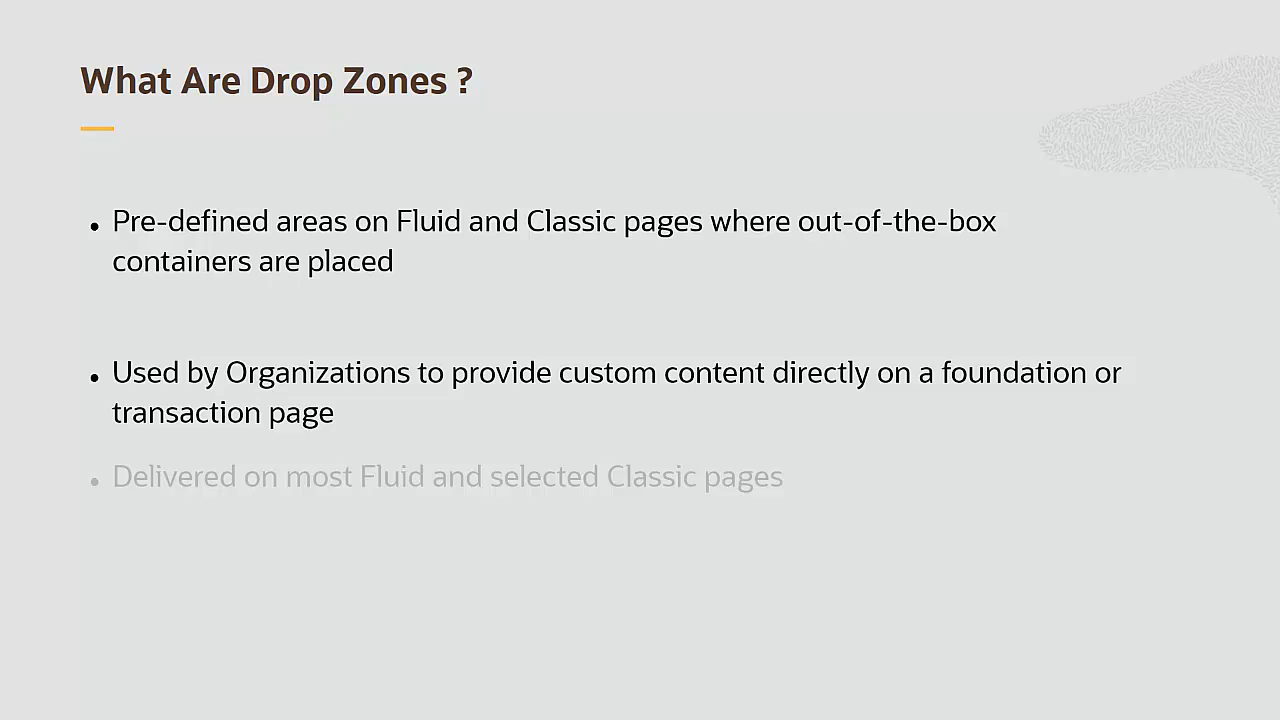 What Are Drop Zones ?
• Pre-defined areas on Fluid and Classic pages where out-of-the-box
containers are placed
• Used by Organizations to provide custom content directly on a foundation or
transaction page
• Delivered on most Fluid and selected Classic pages